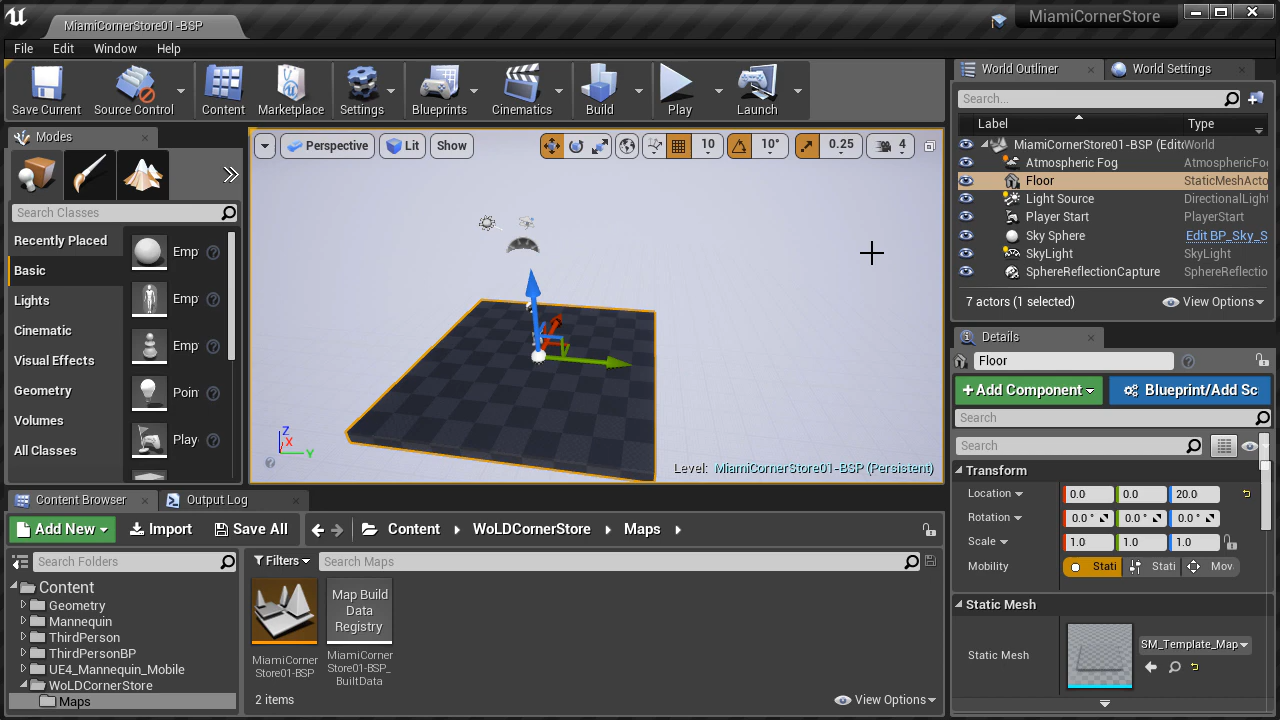 MiamiCornerStore01-BSP
MiamiCornerStore
File Edit Window Help
Save Current Source Control Content Marketplace Settings Blueprints Cinematics Build Play Launch
World Outliner World Settings
Search...
Label Type
MiamiCornerStore01-BSP (Edit World
Atmospheric Fog AtmosphericFo
Floor StaticMeshActo
Light Source DirectionalLight
Player Start PlayerStart
Sky Sphere Edit BP_Sky_S
SkyLight SkyLight
SphereReflectionCapture SphereReflectio
7 actors (1 selected) View Options
Modes
Search Classes
Recently Placed
Basic
Lights
Cinematic
Visual Effects
Geometry
Volumes
All Classes
Emp
Emp
Emp
Poin
Play
Perspective Lit Show 10 10° 0.25 4
Z
X
Y
Level: MiamiCornerStore01-BSP (Persistent)
Details
Floor
+Add Component Blueprint/Add Sc
Search
Search
Transform
Location 0.0 0.0 20.0
Rotation 0.0 ° 0.0 ° 0.0 °
Scale 1.0 1.0 1.0
Mobility Stati Stati Mov
Static Mesh
Static Mesh SM_Template_Map
Content Browser Output Log
Add New Import Save All Content WoLDCornerStore Maps
Search Folders
Filters Search Maps
Content
Geometry
Mannequin
ThirdPerson
ThirdPersonBP
UE4_Mannequin_Mobile
WoLDCornerStore
Maps
Map Build
Data
Registry
MiamiCorner
Store01-BSP
MiamiCorner
Store01-BSP_
BuiltData
2 items View Options